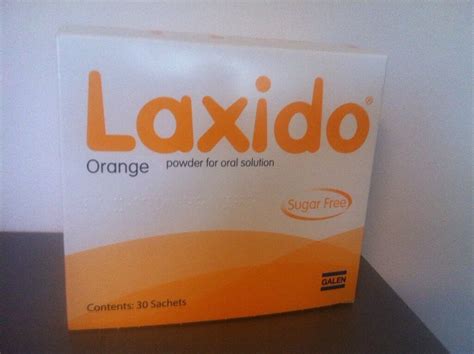 Laxido®
Orange powder for oral solution
Sugar Free
GALEN
Contents: 30 Sachets